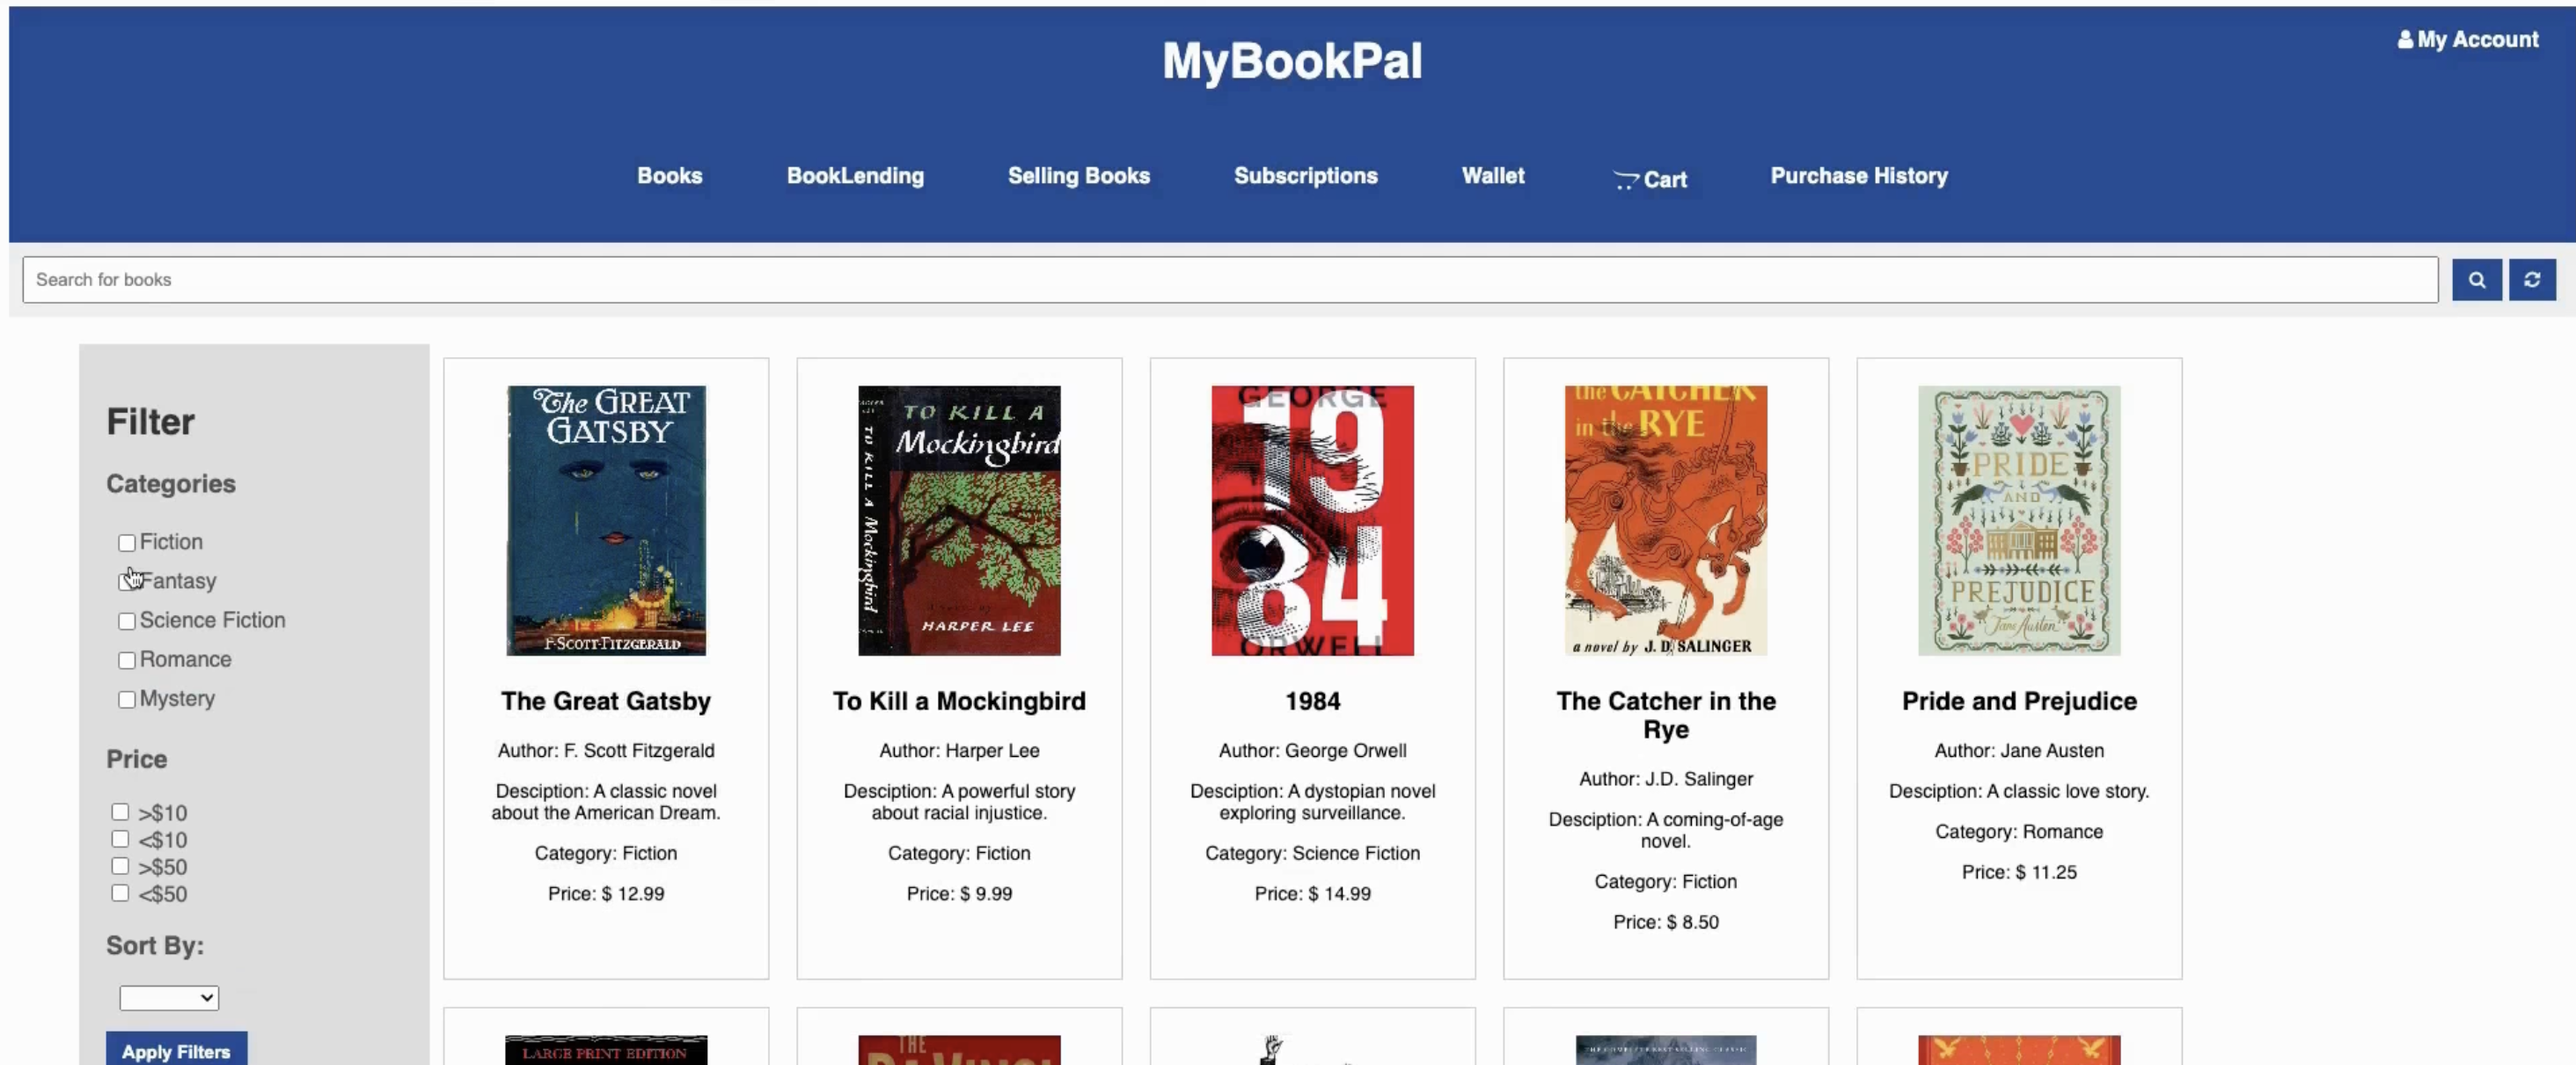 My Account
MyBookPal
Books
BookLending
Selling Books
Subscriptions
Wallet
Cart
Purchase History
Search for books
Filter
Categories
Fiction
Fantasy
Science Fiction
Romance
Mystery
Price
>$10
<$10
>$50
<$50
Sort By:
Apply Filters
The GREAT
GATSBY
F·SCOTT·FITZGERALD
The Great Gatsby
Author: F. Scott Fitzgerald
Desciption: A classic novel
about the American Dream.
Category: Fiction
Price: $ 12.99
TO KILL A Mockingbird
TO KILL A
Mockingbird
HARPER LEE
To Kill a Mockingbird
Author: Harper Lee
Desciption: A powerful story
about racial injustice.
Category: Fiction
Price: $ 9.99
GEORGE
19
84
ORWELL
1984
Author: George Orwell
Desciption: A dystopian novel
exploring surveillance.
Category: Science Fiction
Price: $ 14.99
the CATCHER
in the RYE
a novel by J. D. SALINGER
The Catcher in the
Rye
Author: J.D. Salinger
Desciption: A coming-of-age
novel.
Category: Fiction
Price: $ 8.50
PRIDE
AND
PREJUDICE
Jane Austen
Pride and Prejudice
Author: Jane Austen
Desciption: A classic love story.
Category: Romance
Price: $ 11.25
LARGE PRINT EDITION
THE
DA VINCI